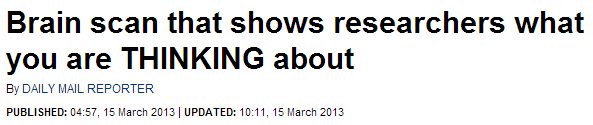 Brain scan that shows researchers what
you are THINKING about
By DAILY MAIL REPORTER
PUBLISHED: 04:57, 15 March 2013 | UPDATED: 10:11, 15 March 2013